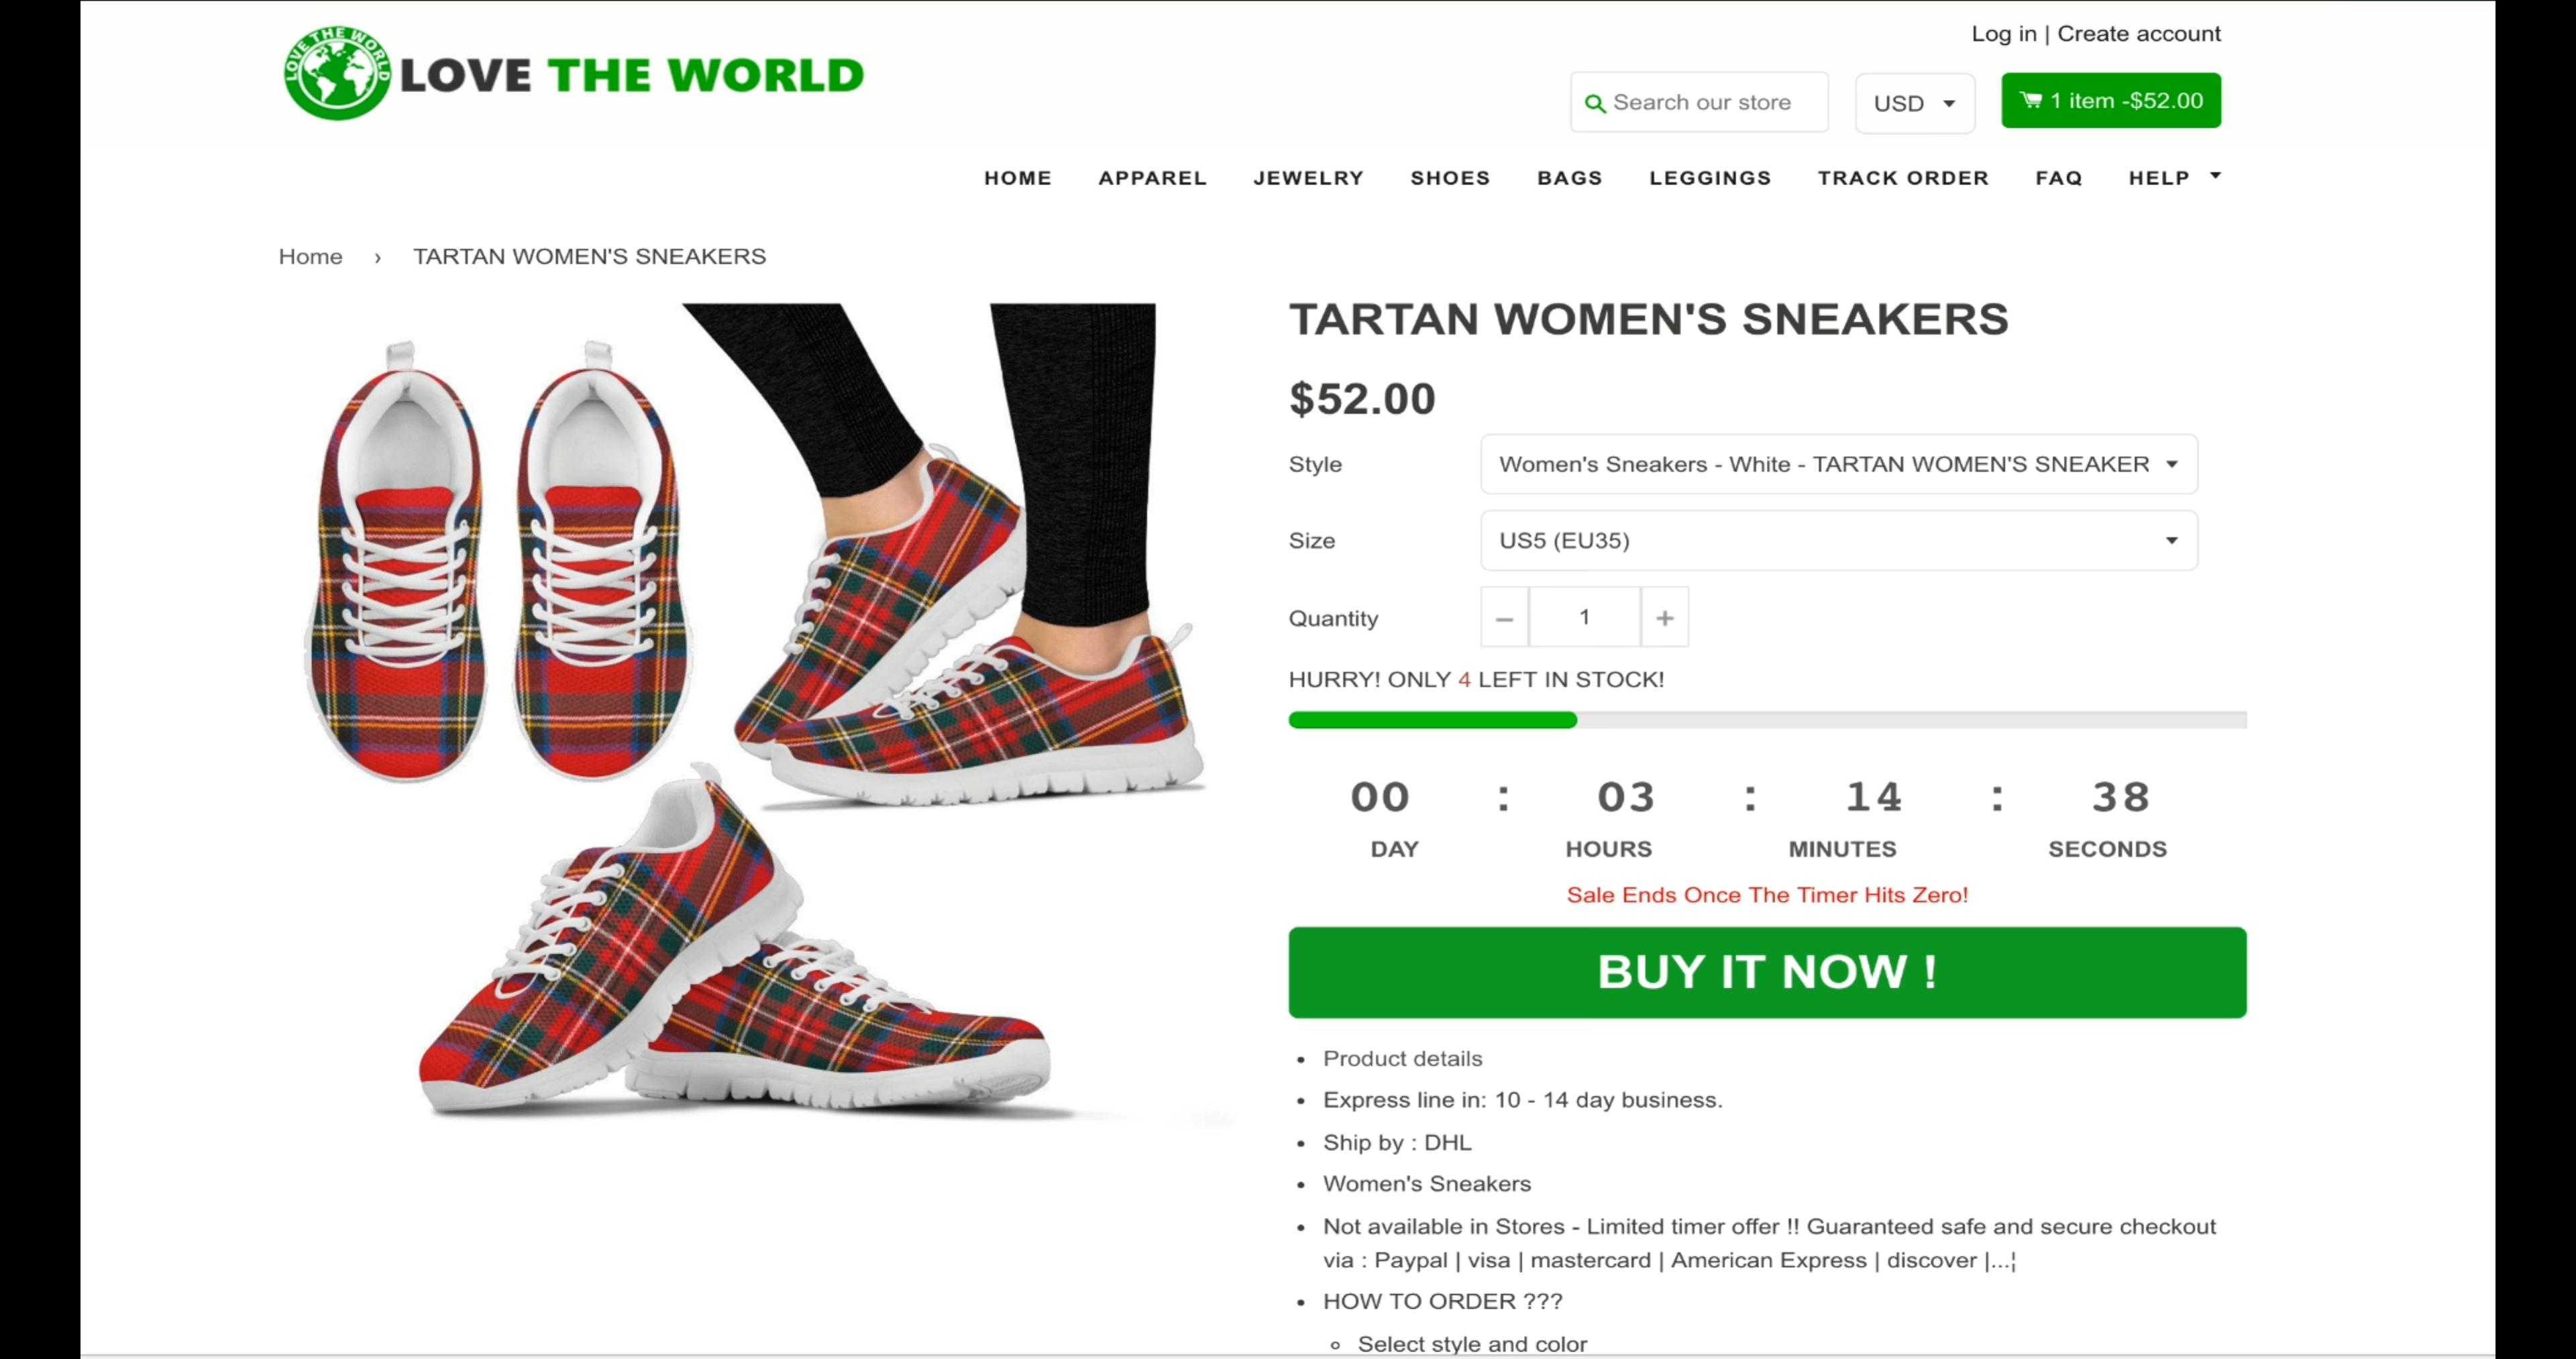 LOVE THE WORLD
LOVE THE WORLD
Log in | Create account
Search our store
USD
1 item -$52.00
HOME APPAREL JEWELRY SHOES BAGS LEGGINGS TRACK ORDER FAQ HELP
Home › TARTAN WOMEN'S SNEAKERS
TARTAN WOMEN'S SNEAKERS
$52.00
Style Women's Sneakers - White - TARTAN WOMEN'S SNEAKER
Size US5 (EU35)
Quantity − 1 +
HURRY! ONLY 4 LEFT IN STOCK!
00 : 03 : 14 : 38
DAY HOURS MINUTES SECONDS
Sale Ends Once The Timer Hits Zero!
BUY IT NOW !
• Product details
• Express line in: 10 - 14 day business.
• Ship by : DHL
• Women's Sneakers
• Not available in Stores - Limited timer offer !! Guaranteed safe and secure checkout
via : Paypal | visa | mastercard | American Express | discover |...¦
• HOW TO ORDER ???
◦ Select style and color